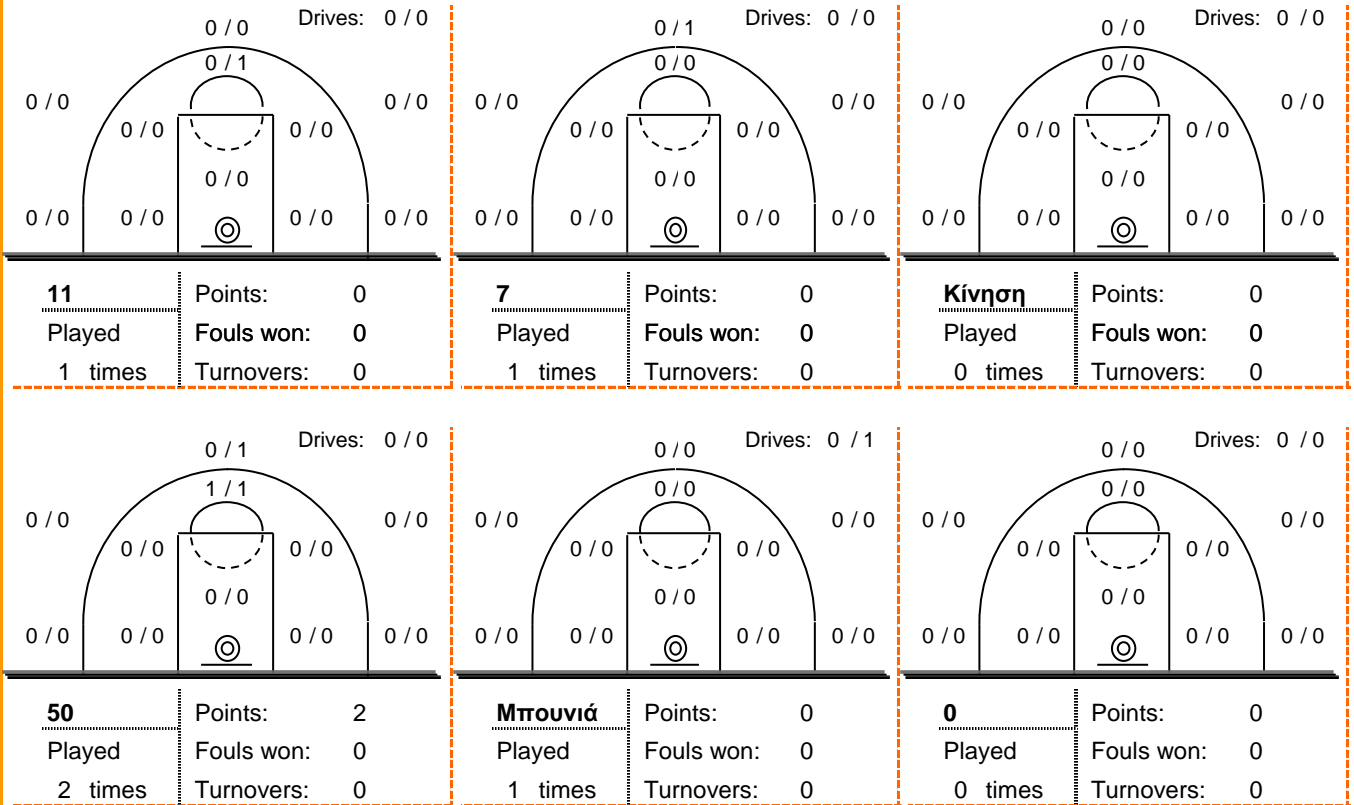 Drives: 0 / 0
0 / 0
0 / 1
0 / 0 0 / 0
0 / 0 0 / 0
0 / 0
0 / 0 0 / 0 0 / 0 0 / 0
11 Points: 0
Played Fouls won: 0
1 times Turnovers: 0
Drives: 0 / 0
0 / 1
0 / 0
0 / 0 0 / 0
0 / 0 0 / 0
0 / 0
0 / 0 0 / 0 0 / 0 0 / 0
7 Points: 0
Played Fouls won: 0
1 times Turnovers: 0
Drives: 0 / 0
0 / 0
0 / 0
0 / 0 0 / 0
0 / 0 0 / 0
0 / 0
0 / 0 0 / 0 0 / 0 0 / 0
Κίνηση Points: 0
Played Fouls won: 0
0 times Turnovers: 0
Drives: 0 / 0
0 / 1
1 / 1
0 / 0 0 / 0
0 / 0 0 / 0
0 / 0
0 / 0 0 / 0 0 / 0 0 / 0
50 Points: 2
Played Fouls won: 0
2 times Turnovers: 0
Drives: 0 / 1
0 / 0
0 / 0
0 / 0 0 / 0
0 / 0 0 / 0
0 / 0
0 / 0 0 / 0 0 / 0 0 / 0
Μπουνιά Points: 0
Played Fouls won: 0
1 times Turnovers: 0
Drives: 0 / 0
0 / 0
0 / 0
0 / 0 0 / 0
0 / 0 0 / 0
0 / 0
0 / 0 0 / 0 0 / 0 0 / 0
0 Points: 0
Played Fouls won: 0
0 times Turnovers: 0